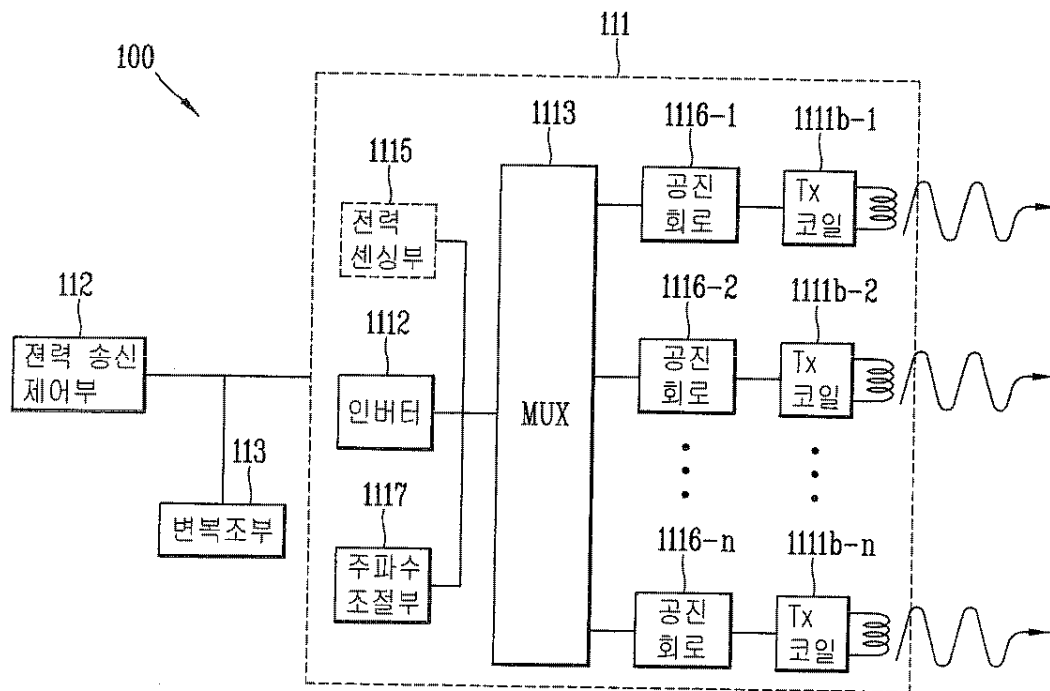 111
100
1113
1116-1
1111b-1
1115
공진
회로
Tx
코일
전력
센싱부
112
1112
1116-2
1111b-2
전력 송신
제어부
인버터
MUX
공진
회로
Tx
코일
113
1117
변복조부
주파수
조절부
1116-n
1111b-n
공진
회로
Tx
코일